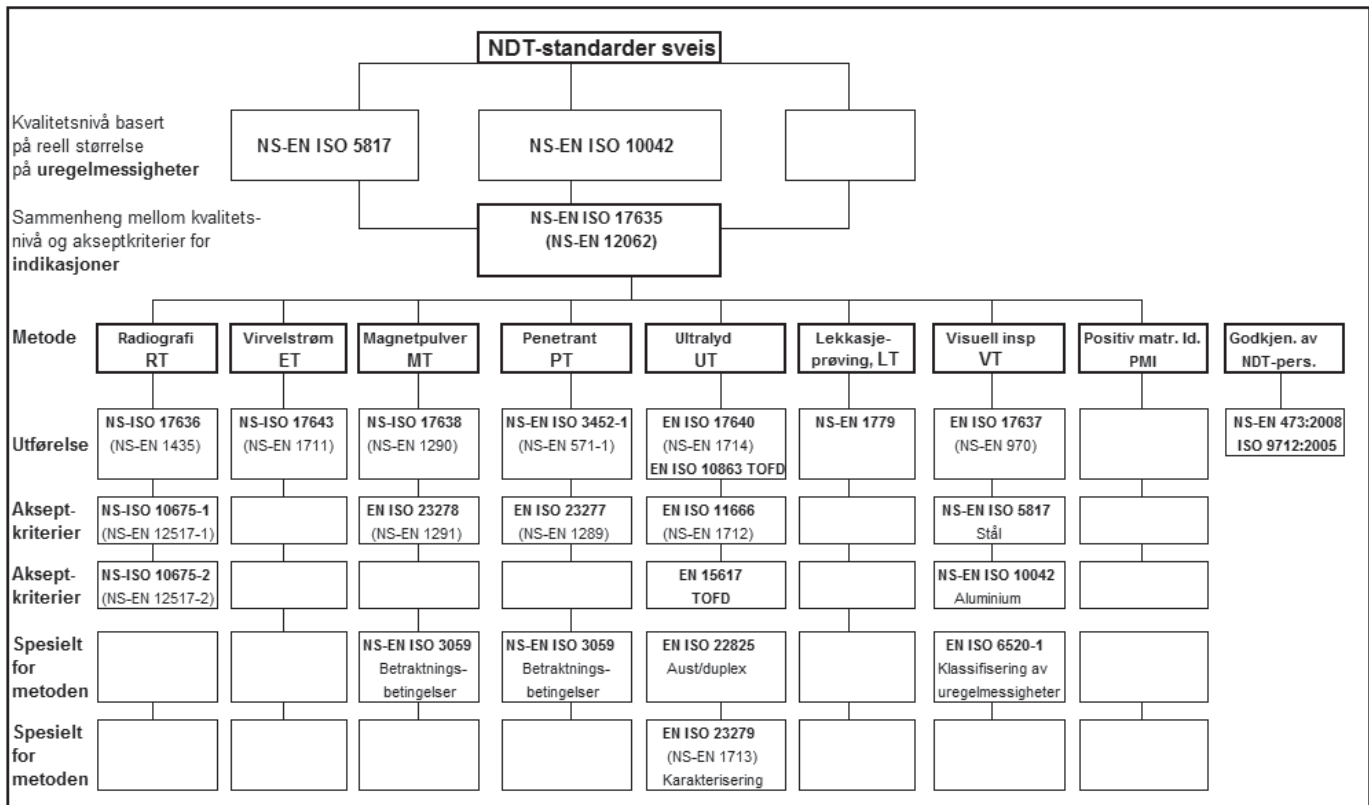 NDT-standarder sveis
Kvalitetsnivå basert
på reell størrelse
på uregelmessigheter
NS-EN ISO 5817
NS-EN ISO 10042
Sammenheng mellom kvalitets-
nivå og akseptkriterier for
indikasjoner
NS-EN ISO 17635
(NS-EN 12062)
Metode
Radiografi
RT
Virvelstrøm
ET
Magnetpulver
MT
Penetrant
PT
Ultralyd
UT
Lekkasje-
prøving, LT
Visuell insp
VT
Positiv matr. Id.
PMI
Godkjen. av
NDT-pers.
Utførelse
NS-ISO 17636
(NS-EN 1435)
NS-ISO 17643
(NS-EN 1711)
NS-ISO 17638
(NS-EN 1290)
NS-EN ISO 3452-1
(NS-EN 571-1)
EN ISO 17640
(NS-EN 1714)
EN ISO 10863 TOFD
NS-EN 1779
EN ISO 17637
(NS-EN 970)
NS-EN 473:2008
ISO 9712:2005
Aksept-
kriterier
NS-ISO 10675-1
(NS-EN 12517-1)
EN ISO 23278
(NS-EN 1291)
EN ISO 23277
(NS-EN 1289)
EN ISO 11666
(NS-EN 1712)
NS-EN ISO 5817
Stål
Aksept-
kriterier
NS-ISO 10675-2
(NS-EN 12517-2)
EN 15617
TOFD
NS-EN ISO 10042
Aluminium
Spesielt
for
metoden
NS-EN ISO 3059
Betraktnings-
betingelser
NS-EN ISO 3059
Betraktnings-
betingelser
EN ISO 22825
Aust/duplex
EN ISO 6520-1
Klassifisering av
uregelmessigheter
Spesielt
for
metoden
EN ISO 23279
(NS-EN 1713)
Karakterisering